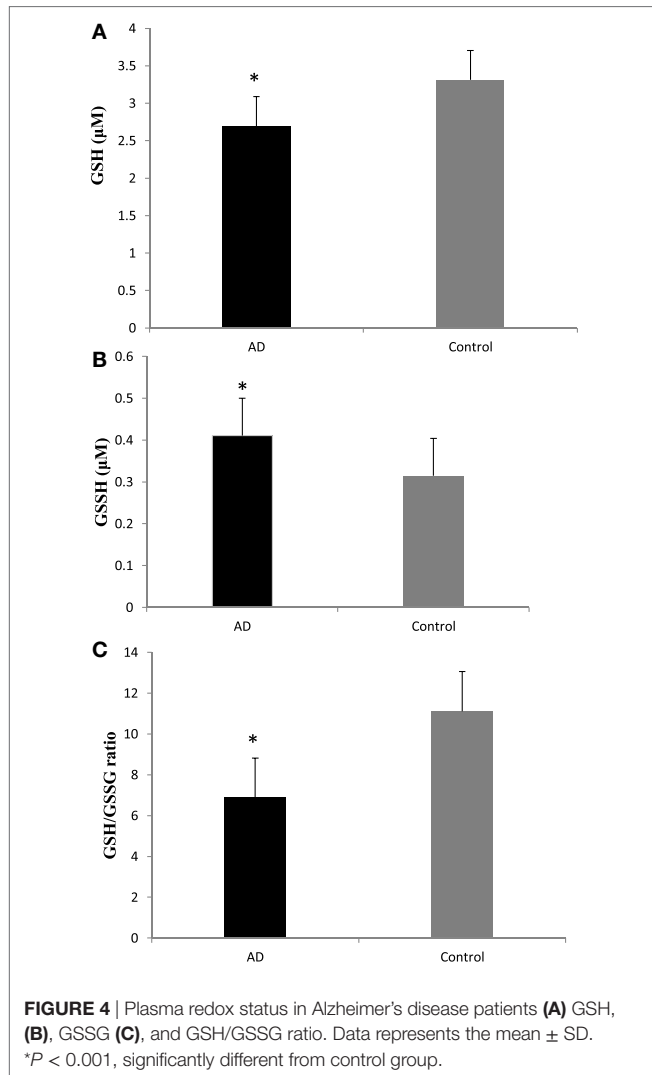 A
4
3.5
3
2.5
2
1.5
1
0.5
0
GSH (µM)
*
AD Control
B
0.6
0.5
0.4
0.3
0.2
0.1
0
GSSH (µM)
*
AD Control
C
14
12
10
8
6
4
2
0
GSH/GSSG ratio
*
AD Control
FIGURE 4 | Plasma redox status in Alzheimer's disease patients (A) GSH,
(B), GSSG (C), and GSH/GSSG ratio. Data represents the mean ± SD.
*P < 0.001, significantly different from control group.